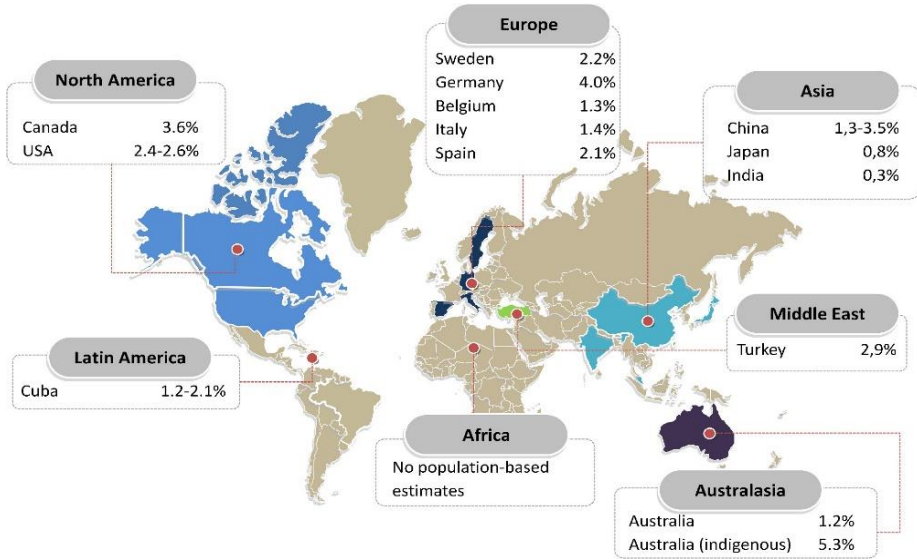 Europe
Sweden 2.2%
Germany 4.0%
Belgium 1.3%
Italy 1.4%
Spain 2.1%
North America
Canada 3.6%
USA 2.4-2.6%
Asia
China 1,3-3.5%
Japan 0,8%
India 0,3%
Middle East
Turkey 2,9%
Latin America
Cuba 1.2-2.1%
Africa
No population-based
estimates
Australasia
Australia 1.2%
Australia (indigenous) 5.3%